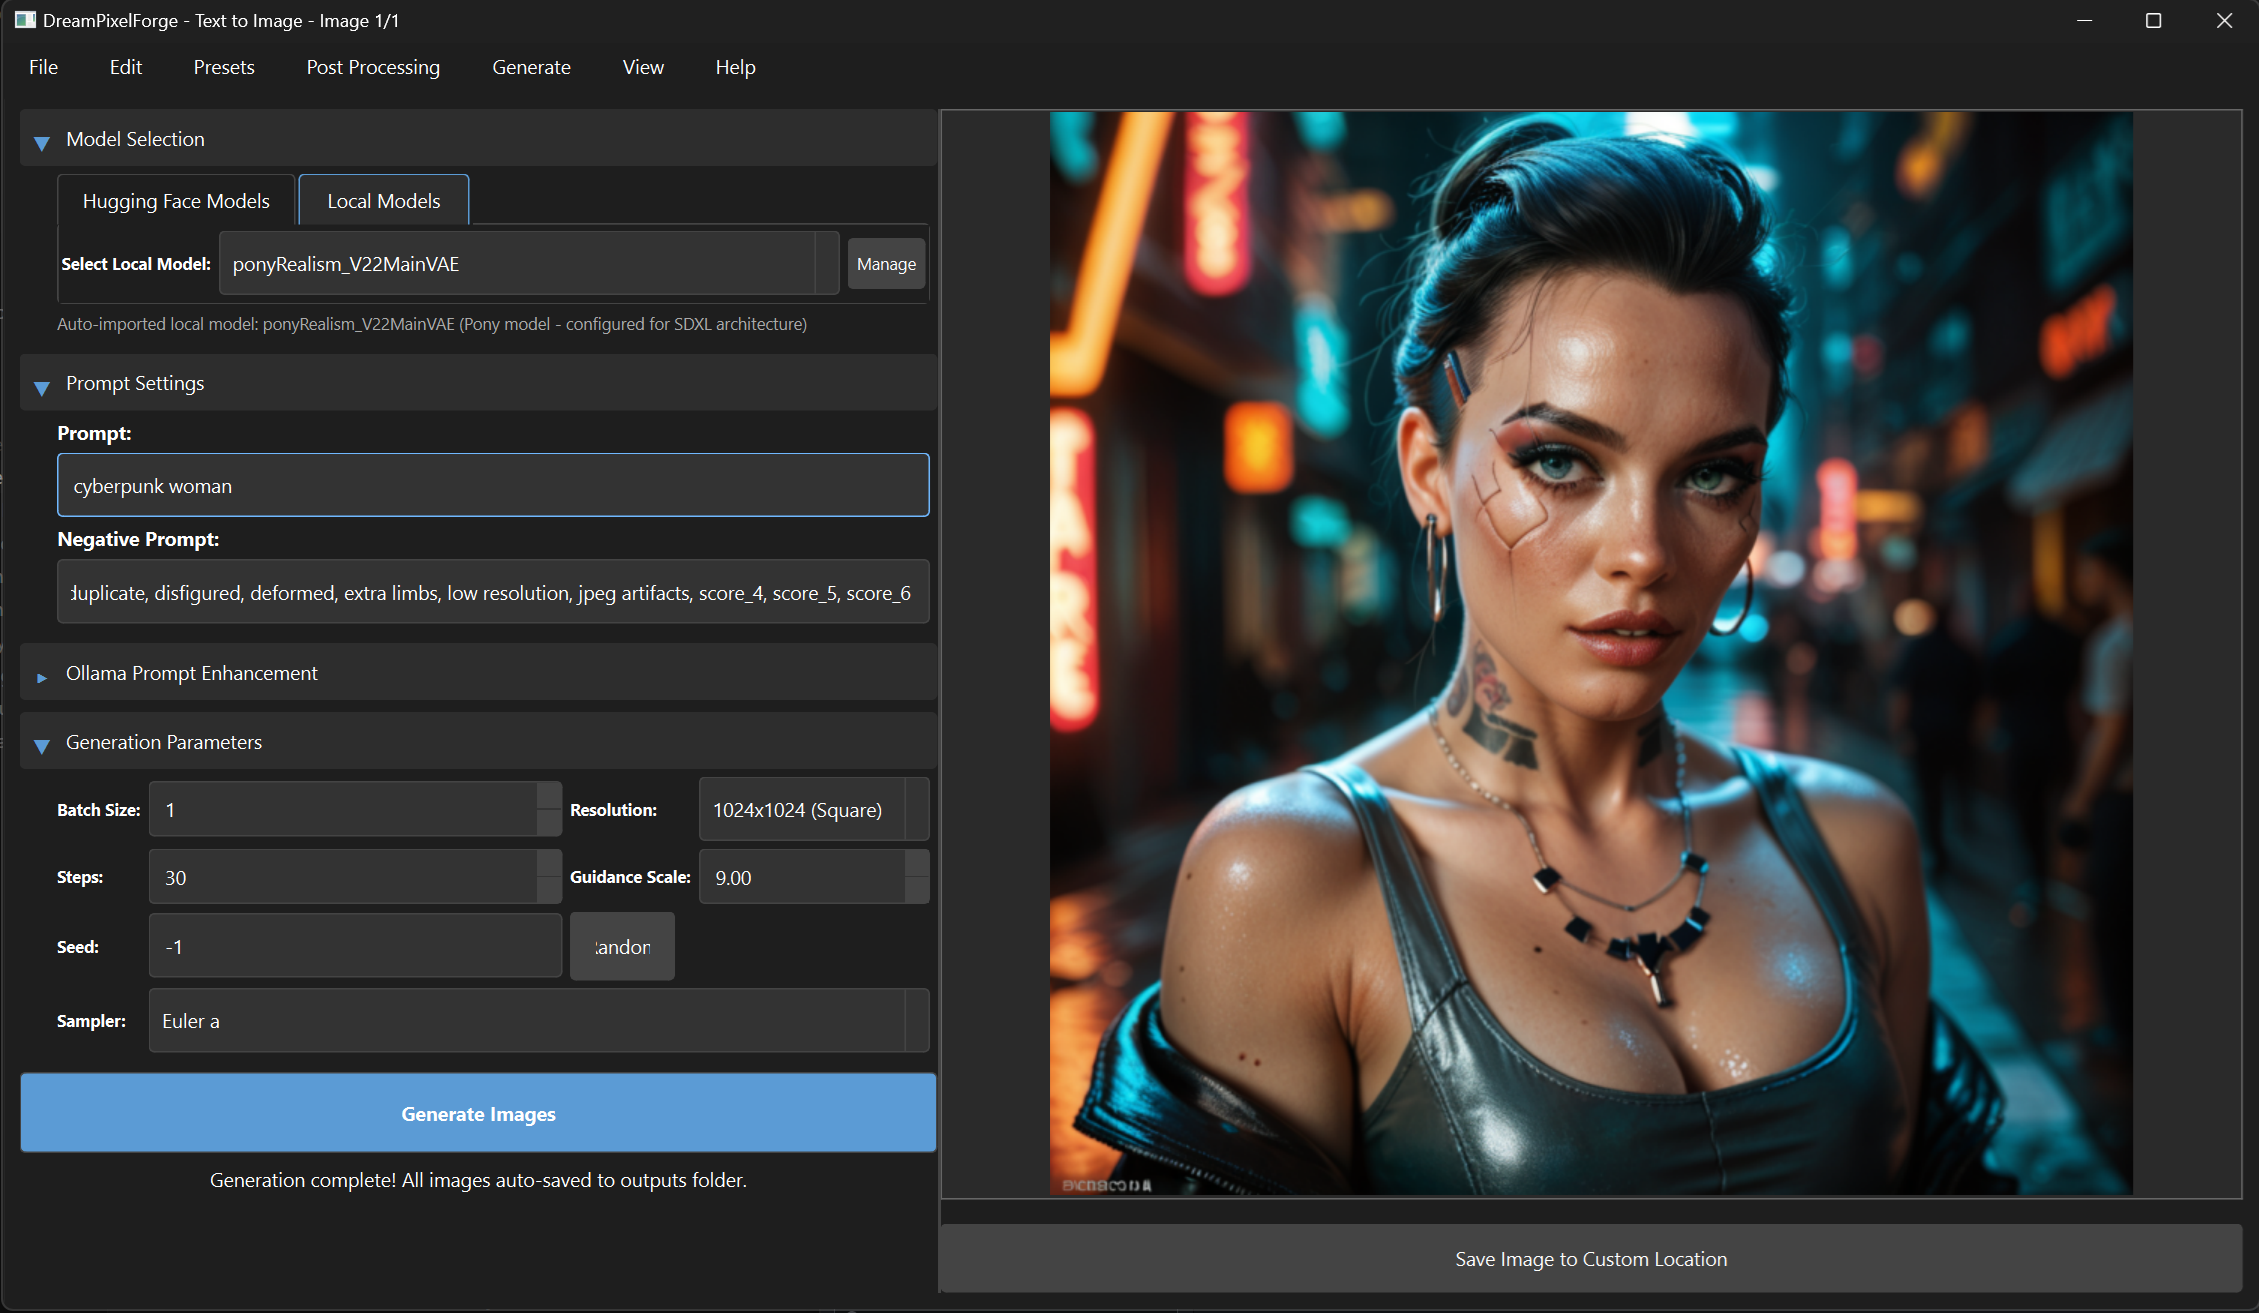 DreamPixelForge - Text to Image - Image 1/1
File Edit Presets Post Processing Generate View Help
Model Selection
Hugging Face Models Local Models
Select Local Model: ponyRealism_V22MainVAE Manage
Auto-imported local model: ponyRealism_V22MainVAE (Pony model - configured for SDXL architecture)
Prompt Settings
Prompt:
cyberpunk woman
Negative Prompt:
duplicate, disfigured, deformed, extra limbs, low resolution, jpeg artifacts, score_4, score_5, score_6
Ollama Prompt Enhancement
Generation Parameters
Batch Size: 1 Resolution: 1024x1024 (Square)
Steps: 30 Guidance Scale: 9.00
Seed: -1 Random
Sampler: Euler a
Generate Images
Generation complete! All images auto-saved to outputs folder.
Save Image to Custom Location